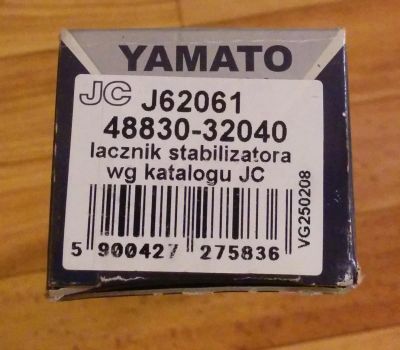 YAMATO
JC J62061
48830-32040
lacznik stabilizatora
wg katalogu JC
VG250208
5 900427 275836